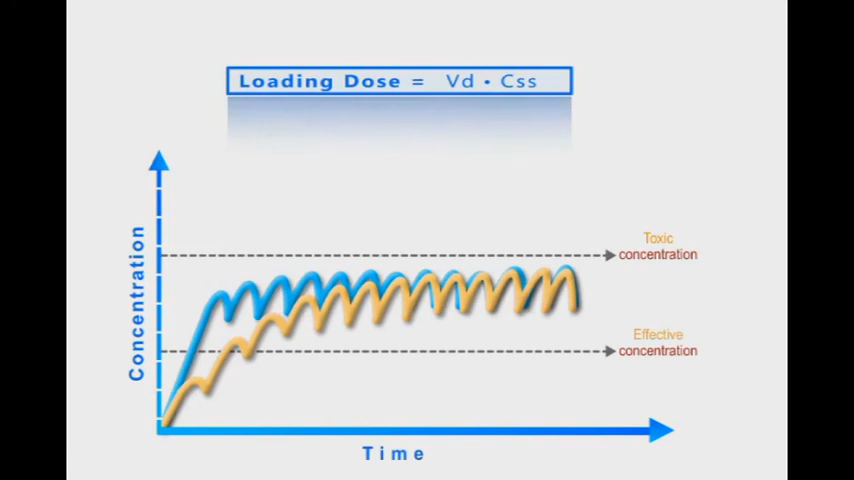 Loading Dose = Vd • Css
Concentration
Toxic
concentration
Effective
concentration
Time